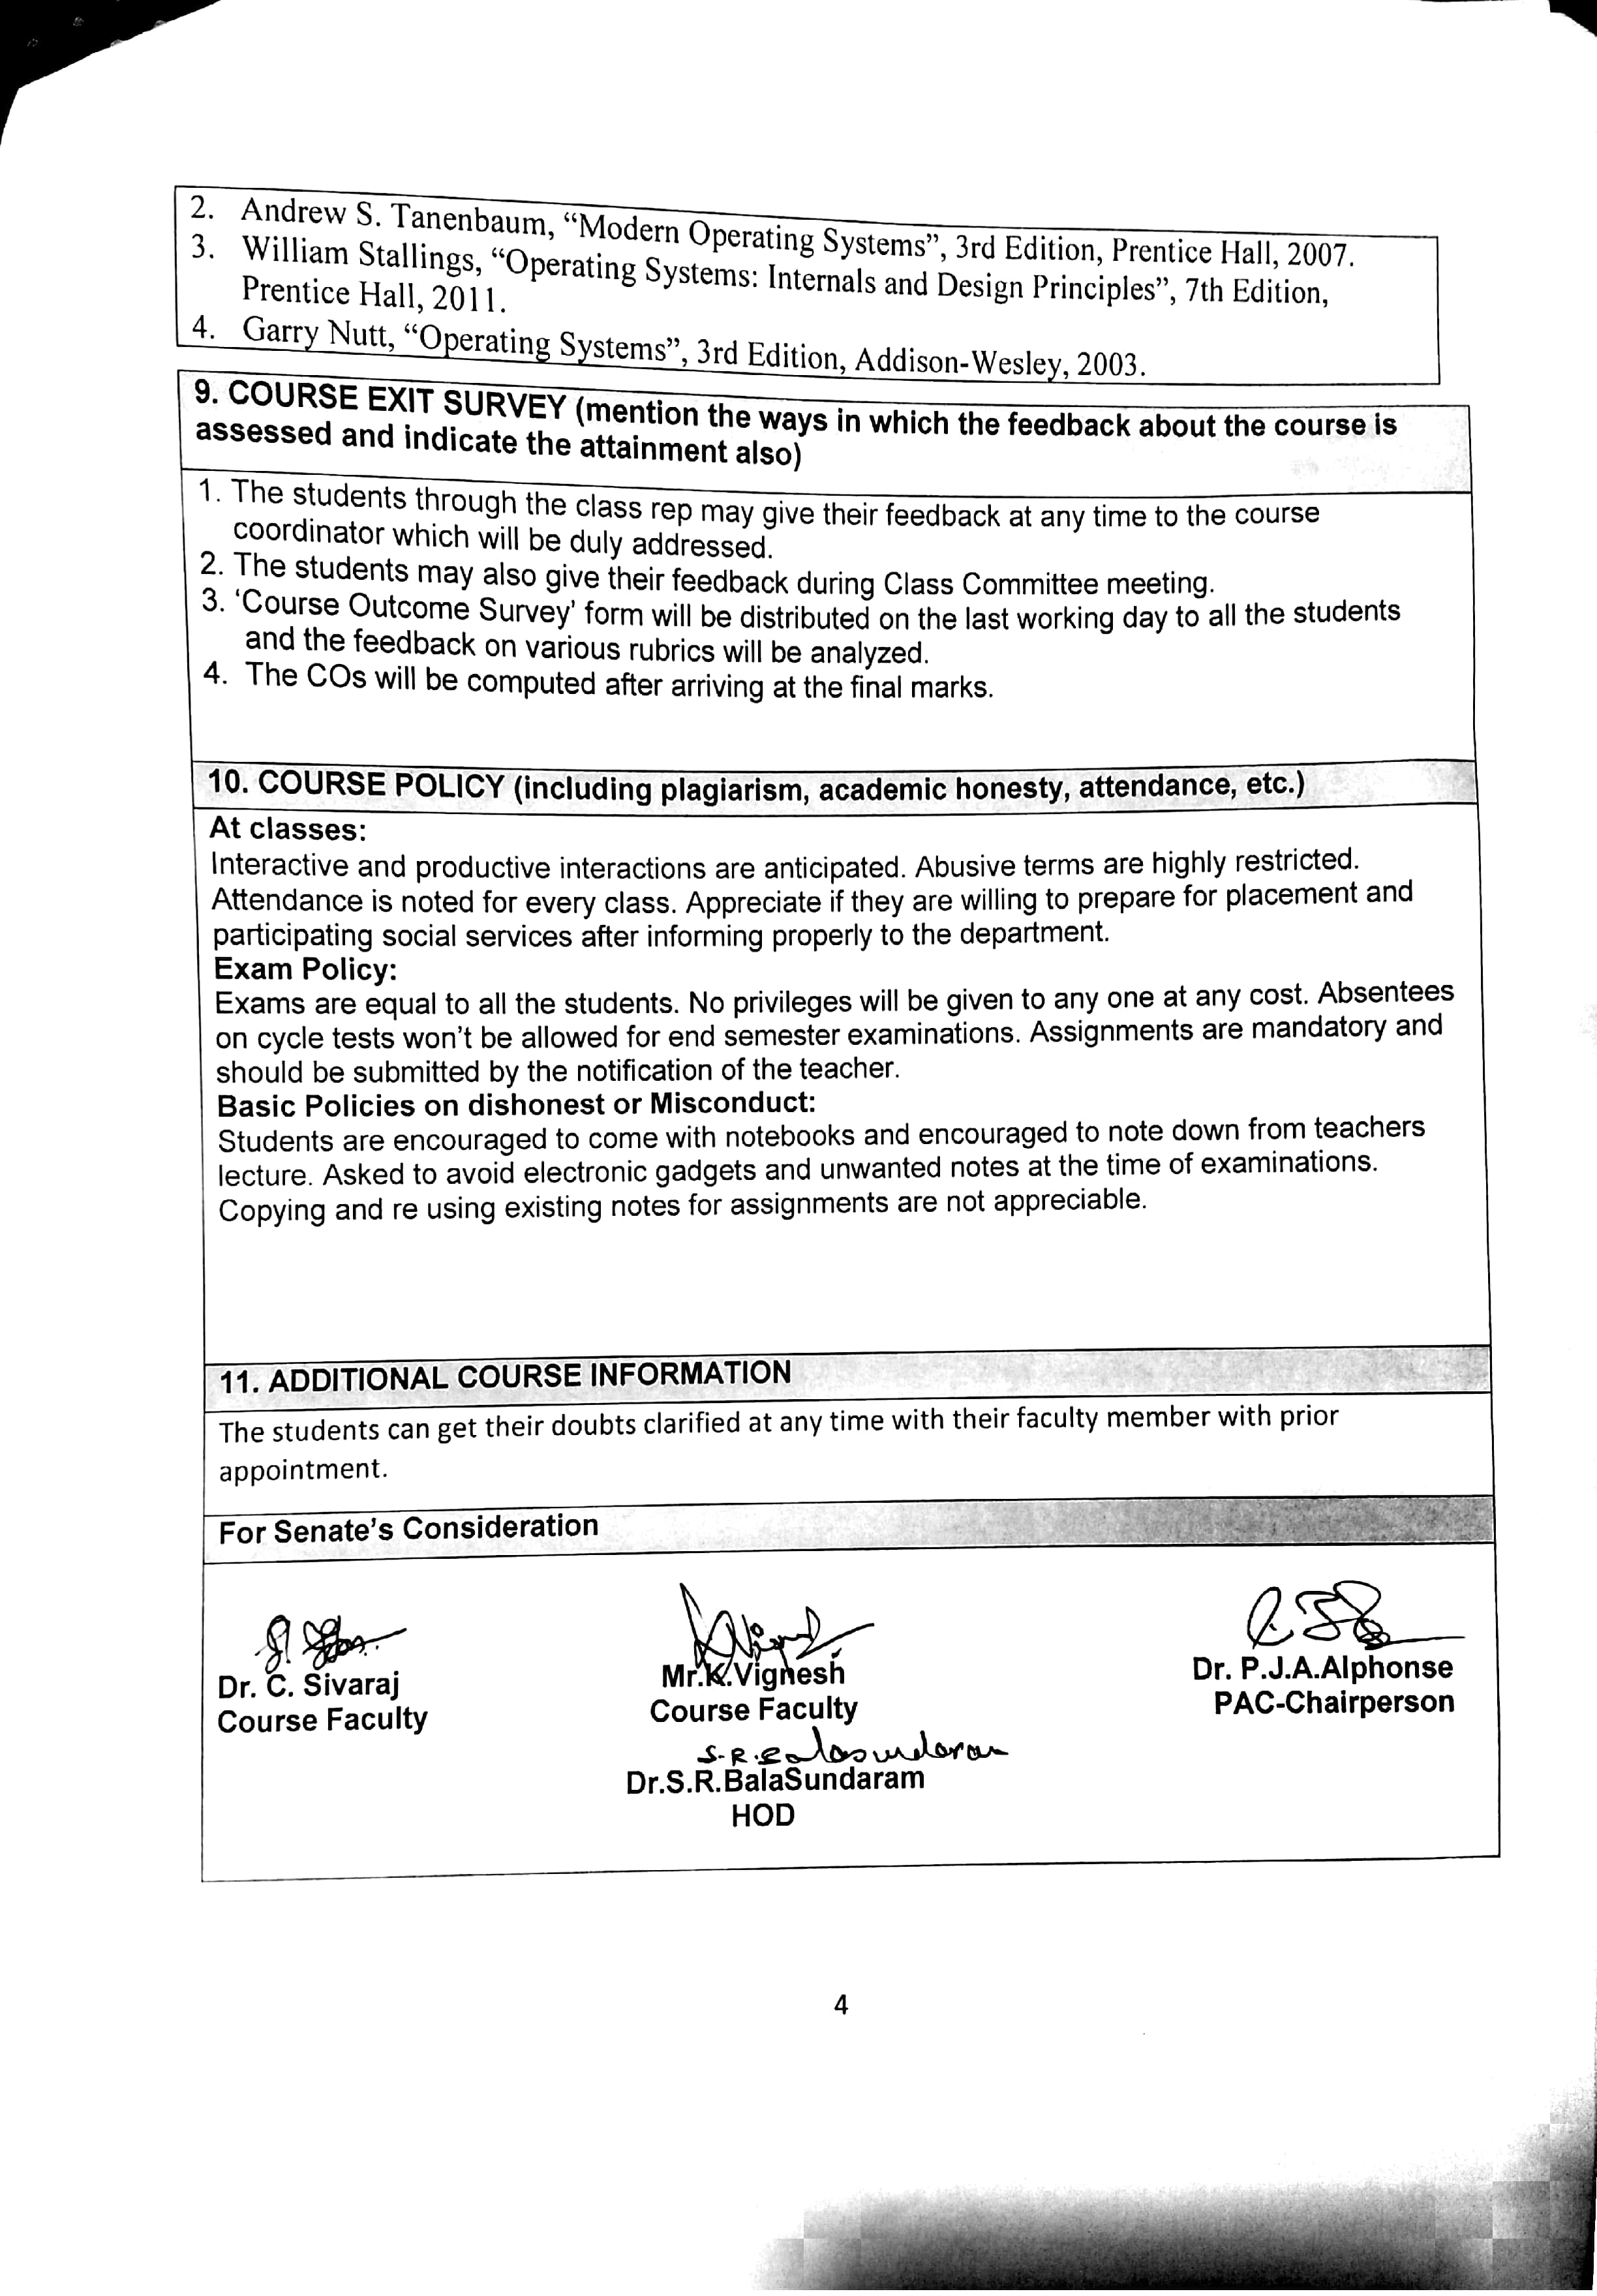 2. Andrew S. Tanenbaum, “Modern Operating Systems”, 3rd Edition, Prentice Hall, 2007.
3. William Stallings, “Operating Systems: Internals and Design Principles”, 7th Edition,
Prentice Hall, 2011.
4. Garry Nutt, “Operating Systems”, 3rd Edition, Addison-Wesley, 2003.
9. COURSE EXIT SURVEY (mention the ways in which the feedback about the course is
assessed and indicate the attainment also)
1. The students through the class rep may give their feedback at any time to the course
coordinator which will be duly addressed.
2. The students may also give their feedback during Class Committee meeting.
3. ‘Course Outcome Survey’ form will be distributed on the last working day to all the students
and the feedback on various rubrics will be analyzed.
4. The COs will be computed after arriving at the final marks.
10. COURSE POLICY (including plagiarism, academic honesty, attendance, etc.)
At classes:
Interactive and productive interactions are anticipated. Abusive terms are highly restricted.
Attendance is noted for every class. Appreciate if they are willing to prepare for placement and
participating social services after informing properly to the department.
Exam Policy:
Exams are equal to all the students. No privileges will be given to any one at any cost. Absentees
on cycle tests won’t be allowed for end semester examinations. Assignments are mandatory and
should be submitted by the notification of the teacher.
Basic Policies on dishonest or Misconduct:
Students are encouraged to come with notebooks and encouraged to note down from teachers
lecture. Asked to avoid electronic gadgets and unwanted notes at the time of examinations.
Copying and re using existing notes for assignments are not appreciable.
11. ADDITIONAL COURSE INFORMATION
The students can get their doubts clarified at any time with their faculty member with prior
appointment.
For Senate’s Consideration
Dr. C. Sivaraj
Course Faculty
Mr.K.Vignesh
Course Faculty
Dr. P.J.A.Alphonse
PAC-Chairperson
S.R.Balasundaram
Dr.S.R.BalaSundaram
HOD
4